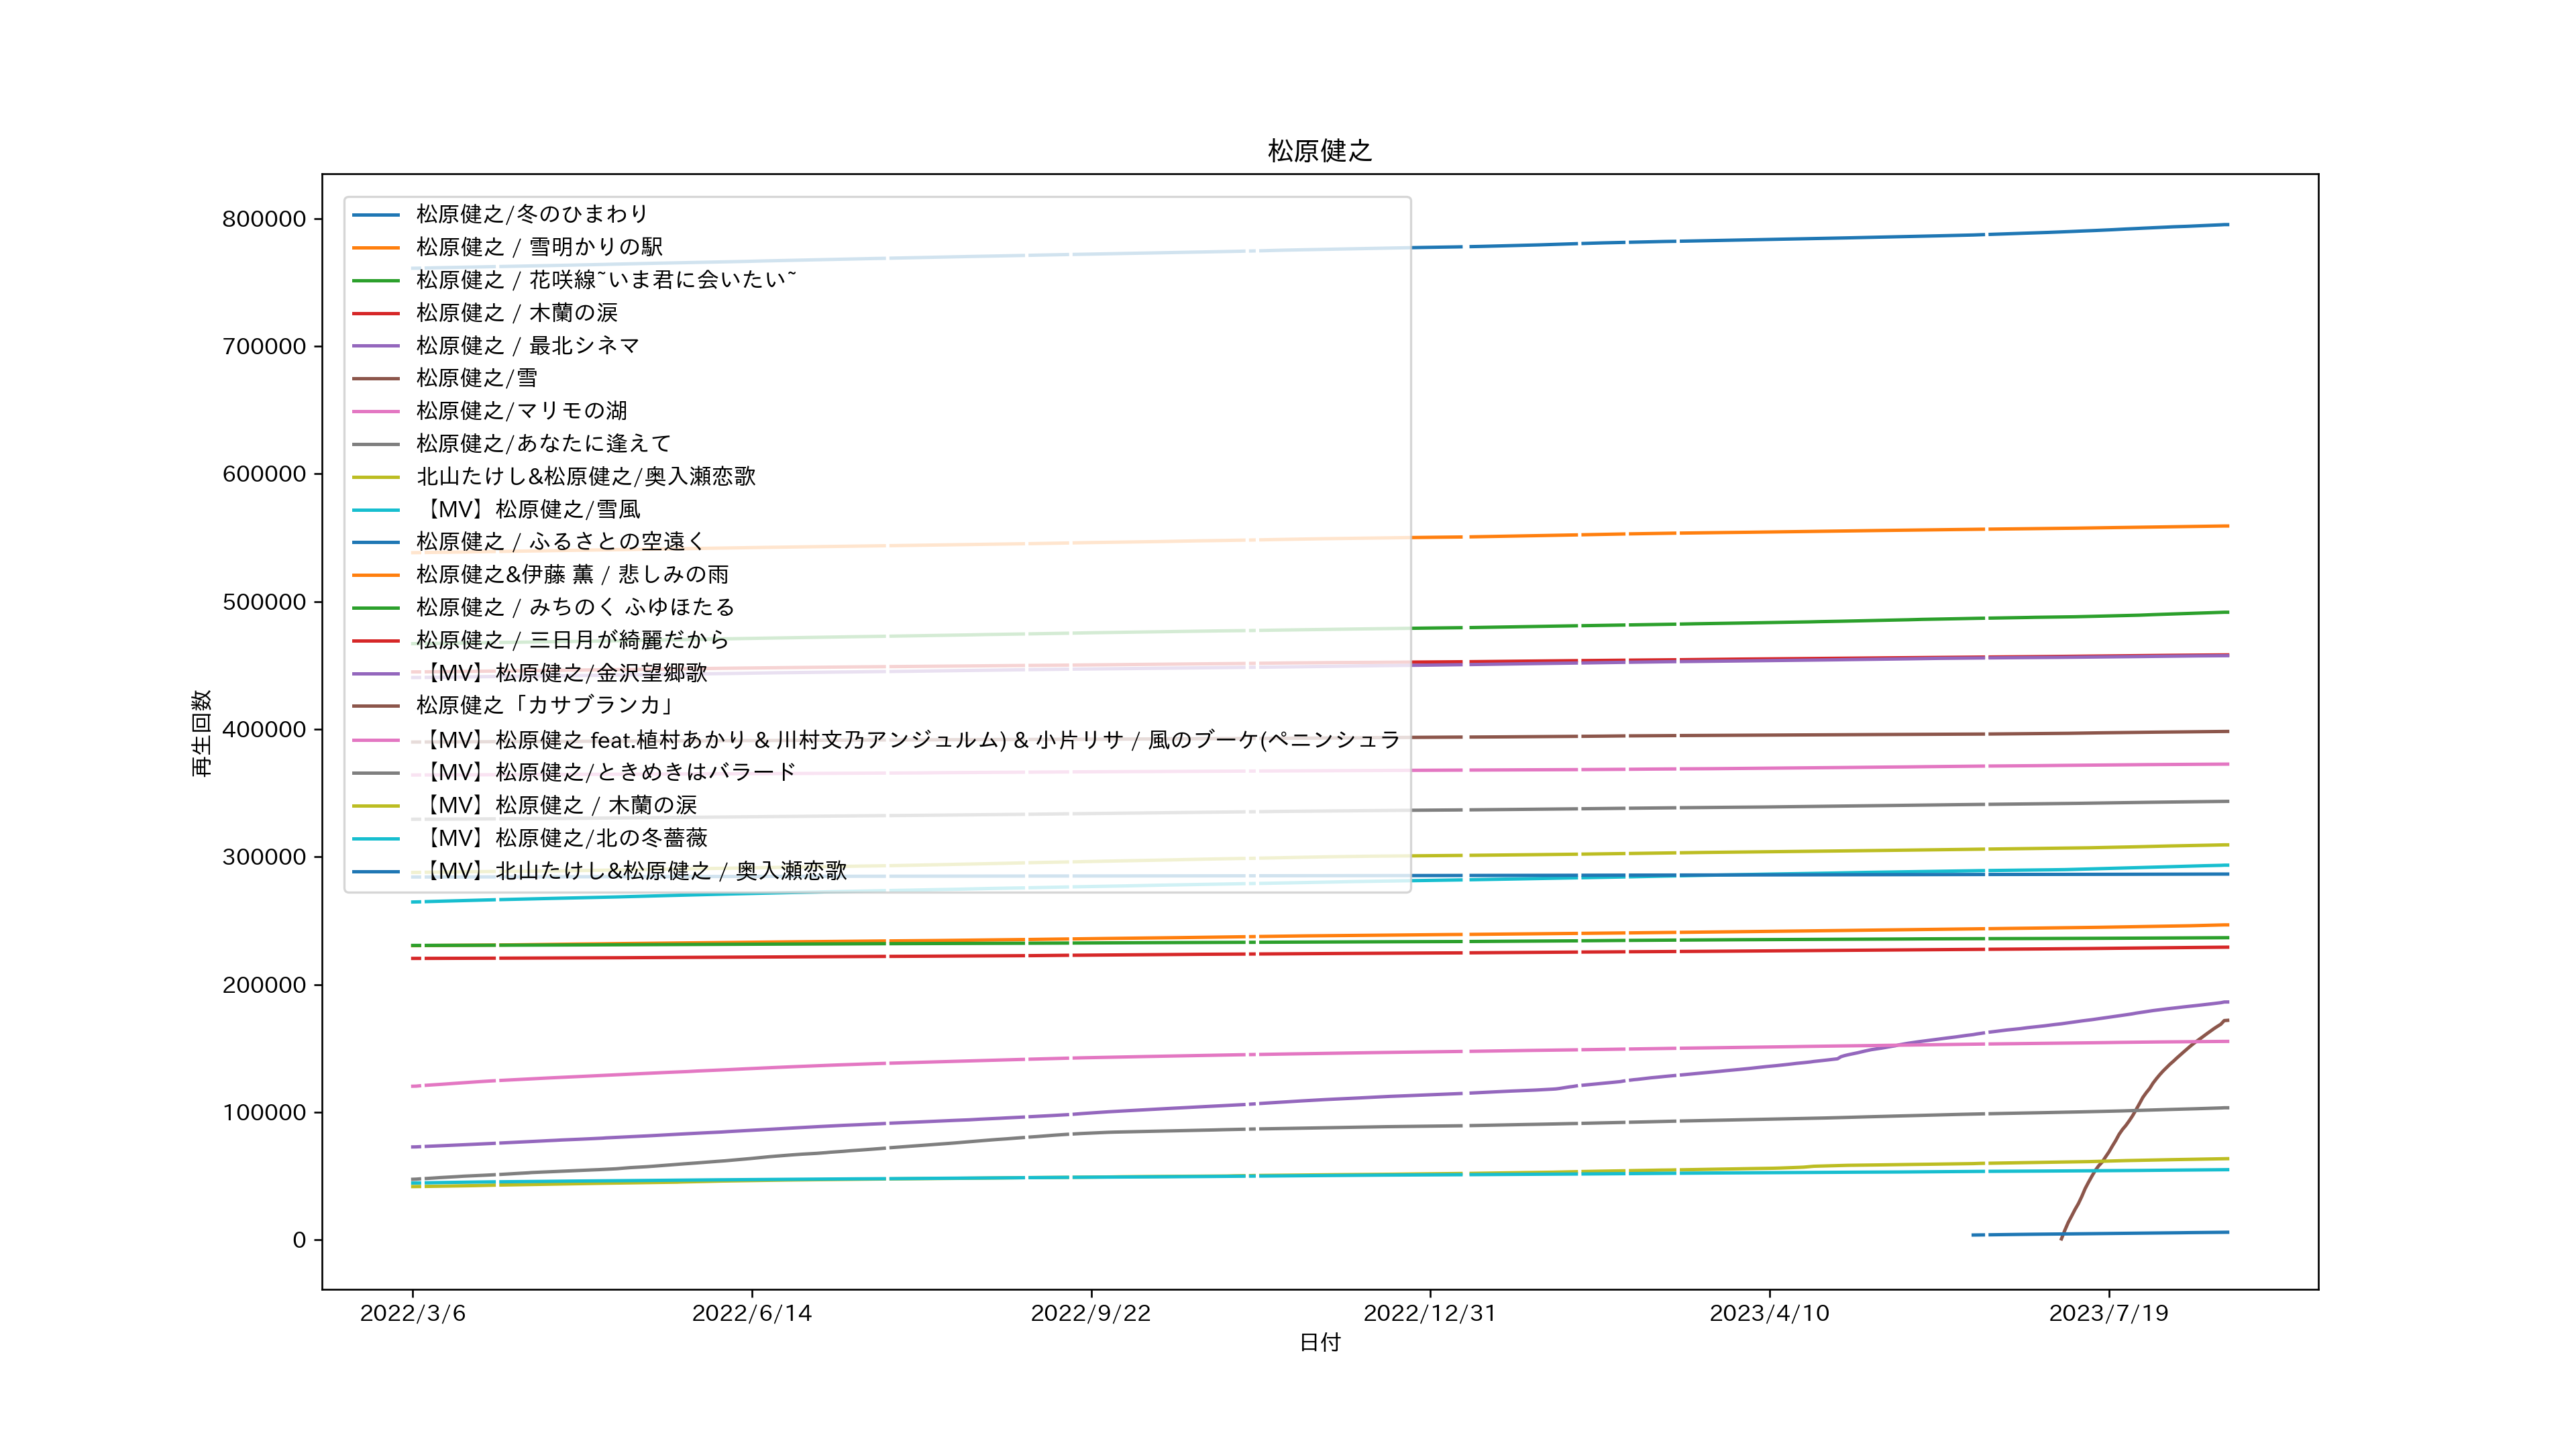 松原健之
松原健之/冬のひまわり
松原健之 / 雪明かりの駅
松原健之 / 花咲線~いま君に会いたい~
松原健之 / 木蘭の涙
松原健之 / 最北シネマ
松原健之/雪
松原健之/マリモの湖
松原健之/あなたに逢えて
北山たけし&松原健之/奥入瀬恋歌
【MV】松原健之/雪風
松原健之 / ふるさとの空遠く
松原健之&伊藤 薫 / 悲しみの雨
松原健之 / みちのく ふゆほたる
松原健之 / 三日月が綺麗だから
【MV】松原健之/金沢望郷歌
松原健之「カサブランカ」
【MV】松原健之 feat.植村あかり & 川村文乃アンジュルム) & 小片リサ / 風のブーケ(ペニンシュラ
【MV】松原健之/ときめきはバラード
【MV】松原健之 / 木蘭の涙
【MV】松原健之/北の冬薔薇
【MV】北山たけし&松原健之 / 奥入瀬恋歌
再生回数
800000
700000
600000
500000
400000
300000
200000
100000
0
2022/3/6
2022/6/14
2022/9/22
2022/12/31
2023/4/10
2023/7/19
日付